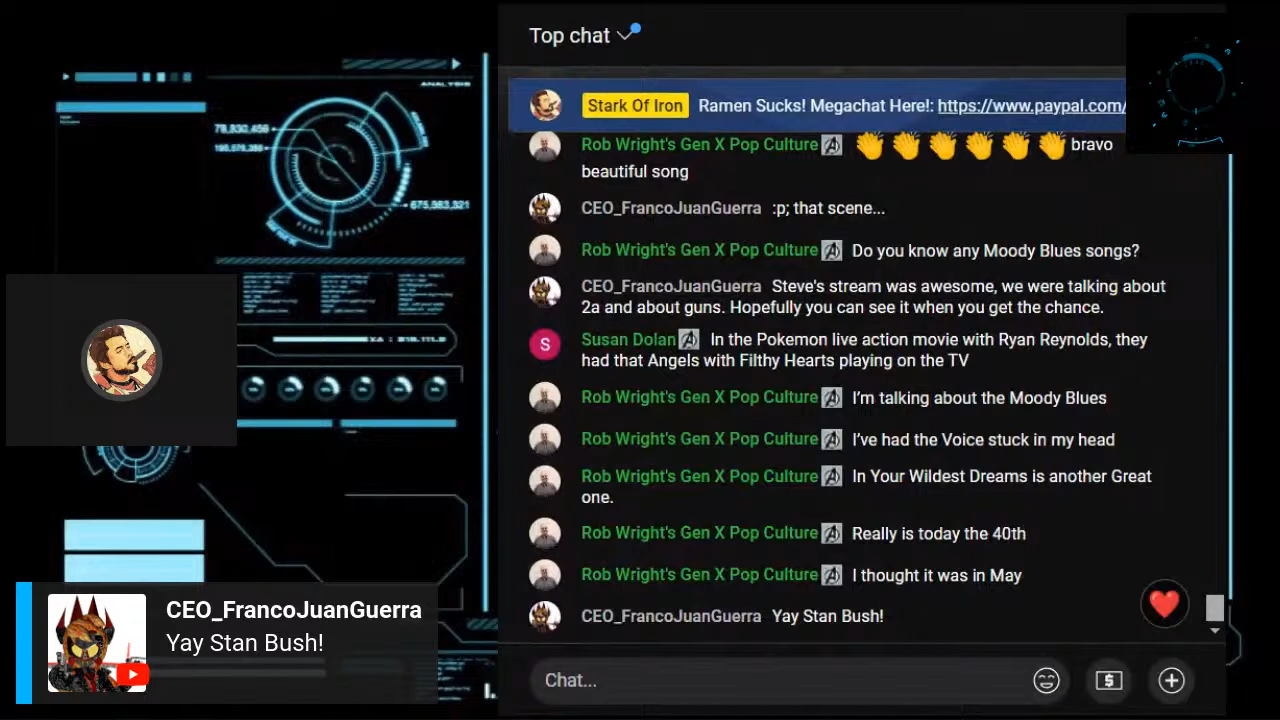 Top chat
Stark Of Iron Ramen Sucks! Megachat Here!: https://www.paypal.com/
Rob Wright's Gen X Pop Culture 👏👏👏👏👏👏 bravo
beautiful song
CEO_FrancoJuanGuerra :p; that scene...
Rob Wright's Gen X Pop Culture Do you know any Moody Blues songs?
CEO_FrancoJuanGuerra Steve's stream was awesome, we were talking about
2a and about guns. Hopefully you can see it when you get the chance.
S Susan Dolan In the Pokemon live action movie with Ryan Reynolds, they
had that Angels with Filthy Hearts playing on the TV
Rob Wright's Gen X Pop Culture I'm talking about the Moody Blues
Rob Wright's Gen X Pop Culture I've had the Voice stuck in my head
Rob Wright's Gen X Pop Culture In Your Wildest Dreams is another Great
one.
Rob Wright's Gen X Pop Culture Really is today the 40th
Rob Wright's Gen X Pop Culture I thought it was in May
CEO_FrancoJuanGuerra Yay Stan Bush!
Chat...
ANALYSIS
675,583,321
CEO_FrancoJuanGuerra
Yay Stan Bush!